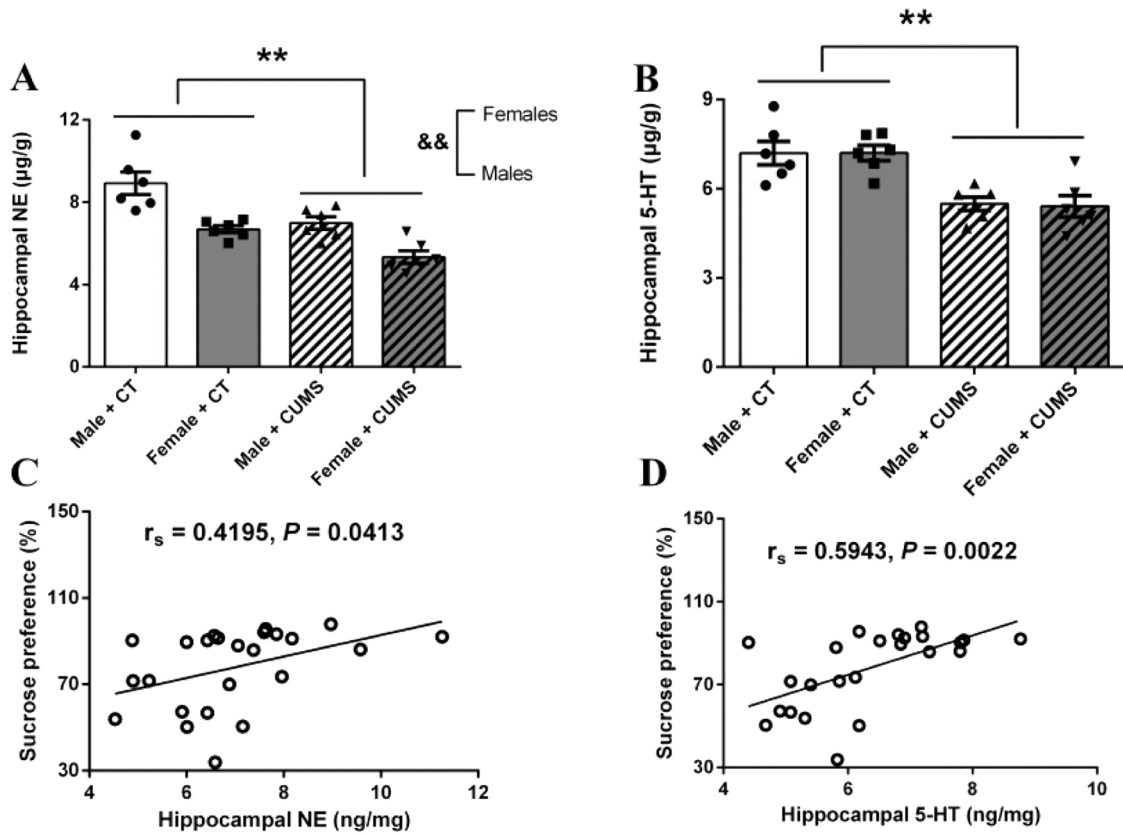 A
**
Hippocampal NE (µg/g)
12
8
4
0
&&
Females
Males
Male + CT
Female + CT
Male + CUMS
Female + CUMS
B
**
Hippocampal 5-HT (µg/g)
9
6
3
0
Male + CT
Female + CT
Male + CUMS
Female + CUMS
C
rs = 0.4195, P = 0.0413
Sucrose preference (%)
150
110
70
30
4 6 8 10 12
Hippocampal NE (ng/mg)
D
rs = 0.5943, P = 0.0022
Sucrose preference (%)
150
110
70
30
4 6 8 10
Hippocampal 5-HT (ng/mg)